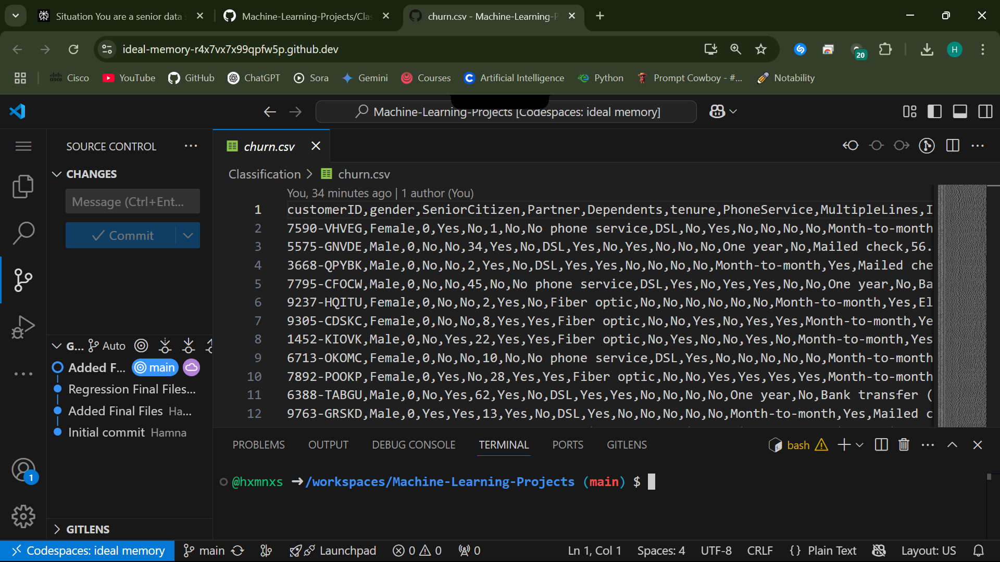 Situation You are a senior data s
Machine-Learning-Projects/Clas
churn.csv - Machine-Learning-P
ideal-memory-r4x7vx7x99qpfw5p.github.dev
20
H
Cisco
YouTube
GitHub
ChatGPT
Sora
Gemini
Courses
Artificial Intelligence
Python
Prompt Cowboy - #...
Notability
Machine-Learning-Projects [Codespaces: ideal memory]
SOURCE CONTROL
churn.csv
CHANGES
Classification > churn.csv
Message (Ctrl+Ent...
Commit
You, 34 minutes ago | 1 author (You)
1 customerID,gender,SeniorCitizen,Partner,Dependents,tenure,PhoneService,MultipleLines,I
2 7590-VHVEG,Female,0,Yes,No,1,No,No phone service,DSL,No,Yes,No,No,No,No,Month-to-month
3 5575-GNVDE,Male,0,No,No,34,Yes,No,DSL,Yes,No,Yes,No,No,No,One year,No,Mailed check,56.
4 3668-QPYBK,Male,0,No,No,2,Yes,No,DSL,Yes,Yes,No,No,No,No,Month-to-month,Yes,Mailed che
5 7795-CFOCW,Male,0,No,No,45,No,No phone service,DSL,Yes,No,Yes,Yes,No,No,One year,No,Ba
6 9237-HQITU,Female,0,No,No,2,Yes,No,Fiber optic,No,No,No,No,No,No,Month-to-month,Yes,El
7 9305-CDSKC,Female,0,No,No,8,Yes,Yes,Fiber optic,No,No,Yes,No,Yes,Yes,Month-to-month,Ye
8 1452-KIOVK,Male,0,No,Yes,22,Yes,Yes,Fiber optic,No,Yes,No,No,Yes,No,Month-to-month,Yes
9 6713-OKOMC,Female,0,No,No,10,No,No phone service,DSL,Yes,No,No,No,No,No,Month-to-month
10 7892-POOKP,Female,0,Yes,No,28,Yes,Yes,Fiber optic,No,No,Yes,Yes,Yes,Yes,Month-to-month
11 6388-TABGU,Male,0,No,Yes,62,Yes,No,DSL,Yes,Yes,No,No,No,No,One year,No,Bank transfer (
12 9763-GRSKD,Male,0,Yes,Yes,13,Yes,No,DSL,Yes,No,No,No,No,No,Month-to-month,Yes,Mailed c
G... Auto
Added F... main
Regression Final Files...
Added Final Files Ha...
Initial commit Hamna
1
GITLENS
PROBLEMS
OUTPUT
DEBUG CONSOLE
TERMINAL
PORTS
GITLENS
bash
@hxmnxs ➜/workspaces/Machine-Learning-Projects (main) $
Codespaces: ideal memory
main
Launchpad
0
0
0
Ln 1, Col 1
Spaces: 4
UTF-8
CRLF
{} Plain Text
Layout: US